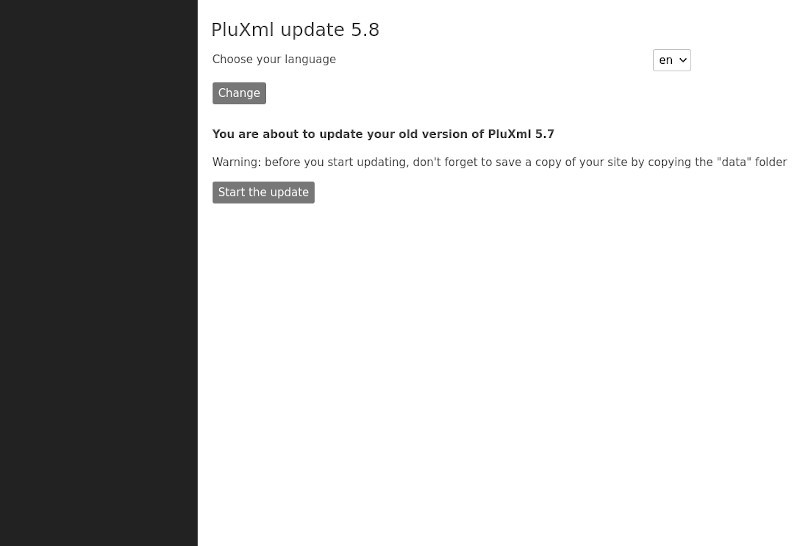 PluXml update 5.8
Choose your language
en
Change
You are about to update your old version of PluXml 5.7
Warning: before you start updating, don't forget to save a copy of your site by copying the "data" folder
Start the update